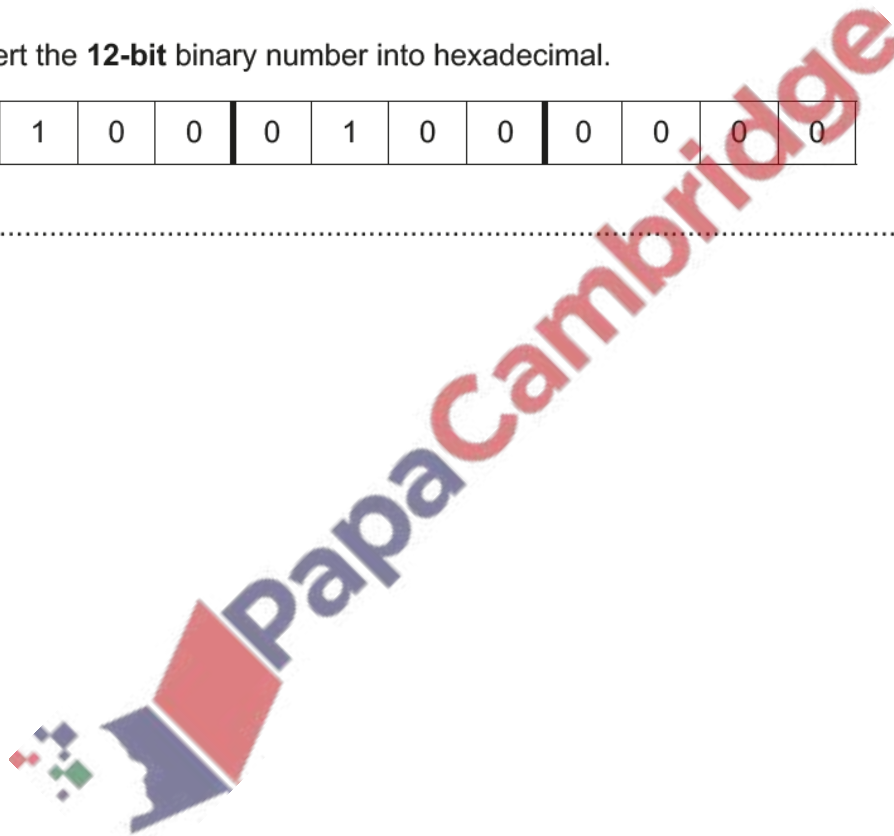 ert the 12-bit binary number into hexadecimal.
1 0 0 0 1 0 0 0 0 0 0
PapaCambridge